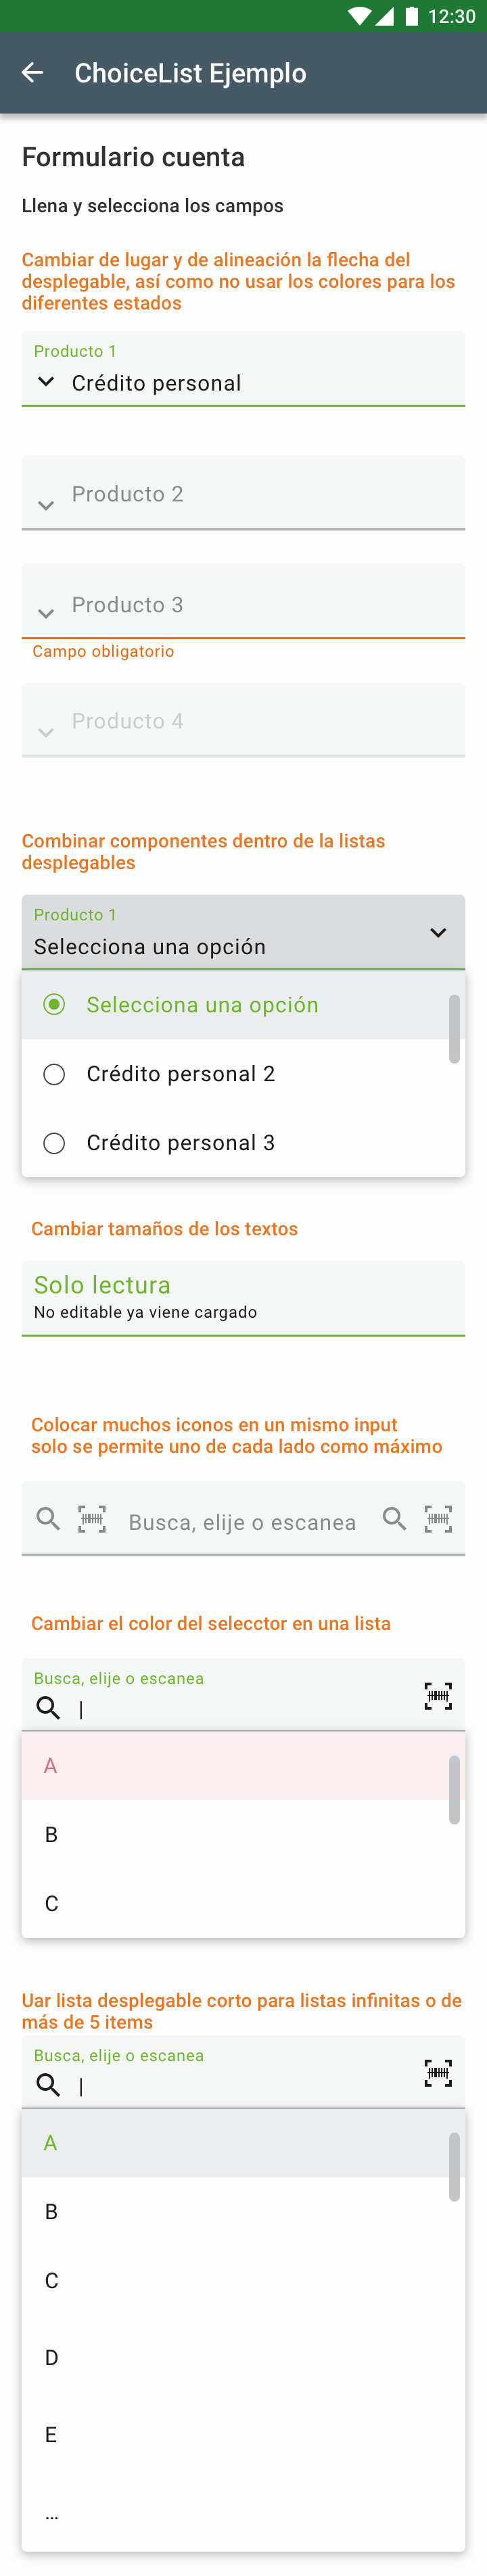 12:30
ChoiceList Ejemplo
Formulario cuenta
Llena y selecciona los campos
Cambiar de lugar y de alineación la flecha del
desplegable, así como no usar los colores para los
diferentes estados
Producto 1
Crédito personal
Producto 2
Producto 3
Campo obligatorio
Producto 4
Combinar componentes dentro de la listas
desplegables
Producto 1
Selecciona una opción
Selecciona una opción
Crédito personal 2
Crédito personal 3
Cambiar tamaños de los textos
Solo lectura
No editable ya viene cargado
Colocar muchos iconos en un mismo input
solo se permite uno de cada lado como máximo
Busca, elije o escanea
Cambiar el color del selecctor en una lista
Busca, elije o escanea
A
B
C
Uar lista desplegable corto para listas infinitas o de
más de 5 items
Busca, elije o escanea
A
B
C
D
E
...